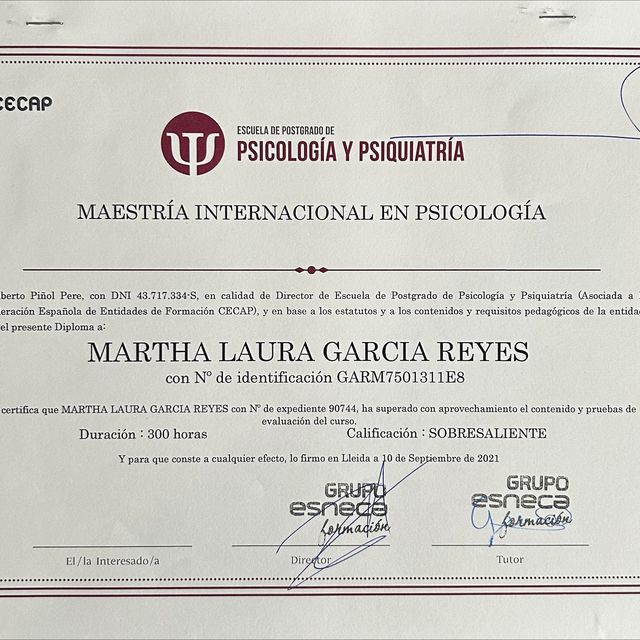 CECAP
ESCUELA DE POSTGRADO DE
PSICOLOGÍA Y PSIQUIATRÍA
MAESTRÍA INTERNACIONAL EN PSICOLOGÍA
berto Piñol Pere, con DNI 43.717.334-S, en calidad de Director de Escuela de Postgrado de Psicología y Psiquiatría (Asociada a
eración Española de Entidades de Formación CECAP), y en base a los estatutos y a los contenidos y requisitos pedagógicos de la entida
el presente Diploma a:
MARTHA LAURA GARCIA REYES
con Nº de identificación GARM7501311E8
certifica que MARTHA LAURA GARCIA REYES con Nº de expediente 90744, ha superado con aprovechamiento el contenido y pruebas de
evaluación del curso.
Duración : 300 horas Calificación : SOBRESALIENTE
Y para que conste a cualquier efecto, lo firmo en Lleida a 10 de Septiembre de 2021
GRUPO
esneca
formación
GRUPO
esneca
formación
El/la Interesado/a Director Tutor